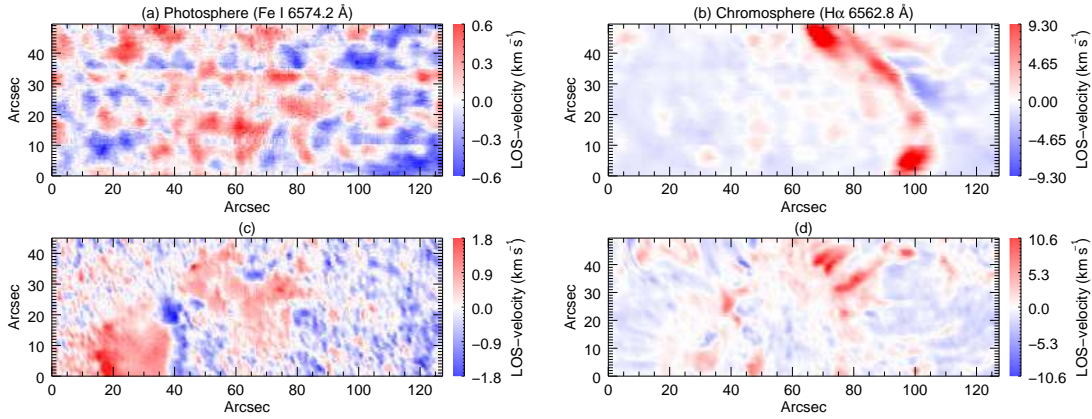 (a) Photosphere (Fe I 6574.2 Å)
50
40
30
20
10
0
Arcsec
0 20 40 60 80 100 120
Arcsec
0.6
0.3
0.0
−0.3
−0.6
LOS−velocity (km s⁻¹)
(b) Chromosphere (Hα 6562.8 Å)
50
40
30
20
10
0
Arcsec
0 20 40 60 80 100 120
Arcsec
9.30
4.65
0.00
−4.65
−9.30
LOS−velocity (km s⁻¹)
(c)
40
30
20
10
0
Arcsec
0 20 40 60 80 100 120
Arcsec
1.8
0.9
0.0
−0.9
−1.8
LOS−velocity (km s⁻¹)
(d)
40
30
20
10
0
Arcsec
0 20 40 60 80 100 120
Arcsec
10.6
5.3
0.0
−5.3
−10.6
LOS−velocity (km s⁻¹)